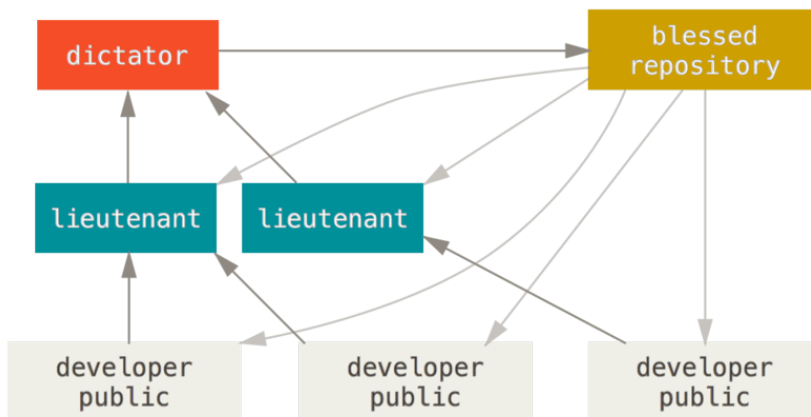 dictator
blessed
repository
lieutenant
lieutenant
developer
public
developer
public
developer
public